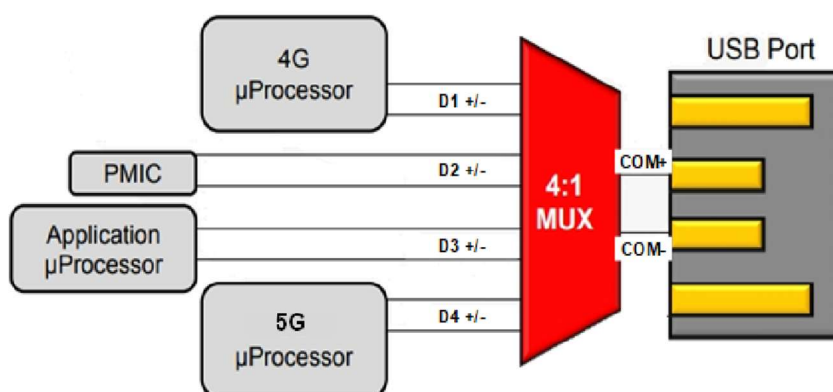 4G
µProcessor
D1 +/-
PMIC
D2 +/-
Application
µProcessor
D3 +/-
5G
µProcessor
D4 +/-
4:1
MUX
USB Port
COM+
COM-